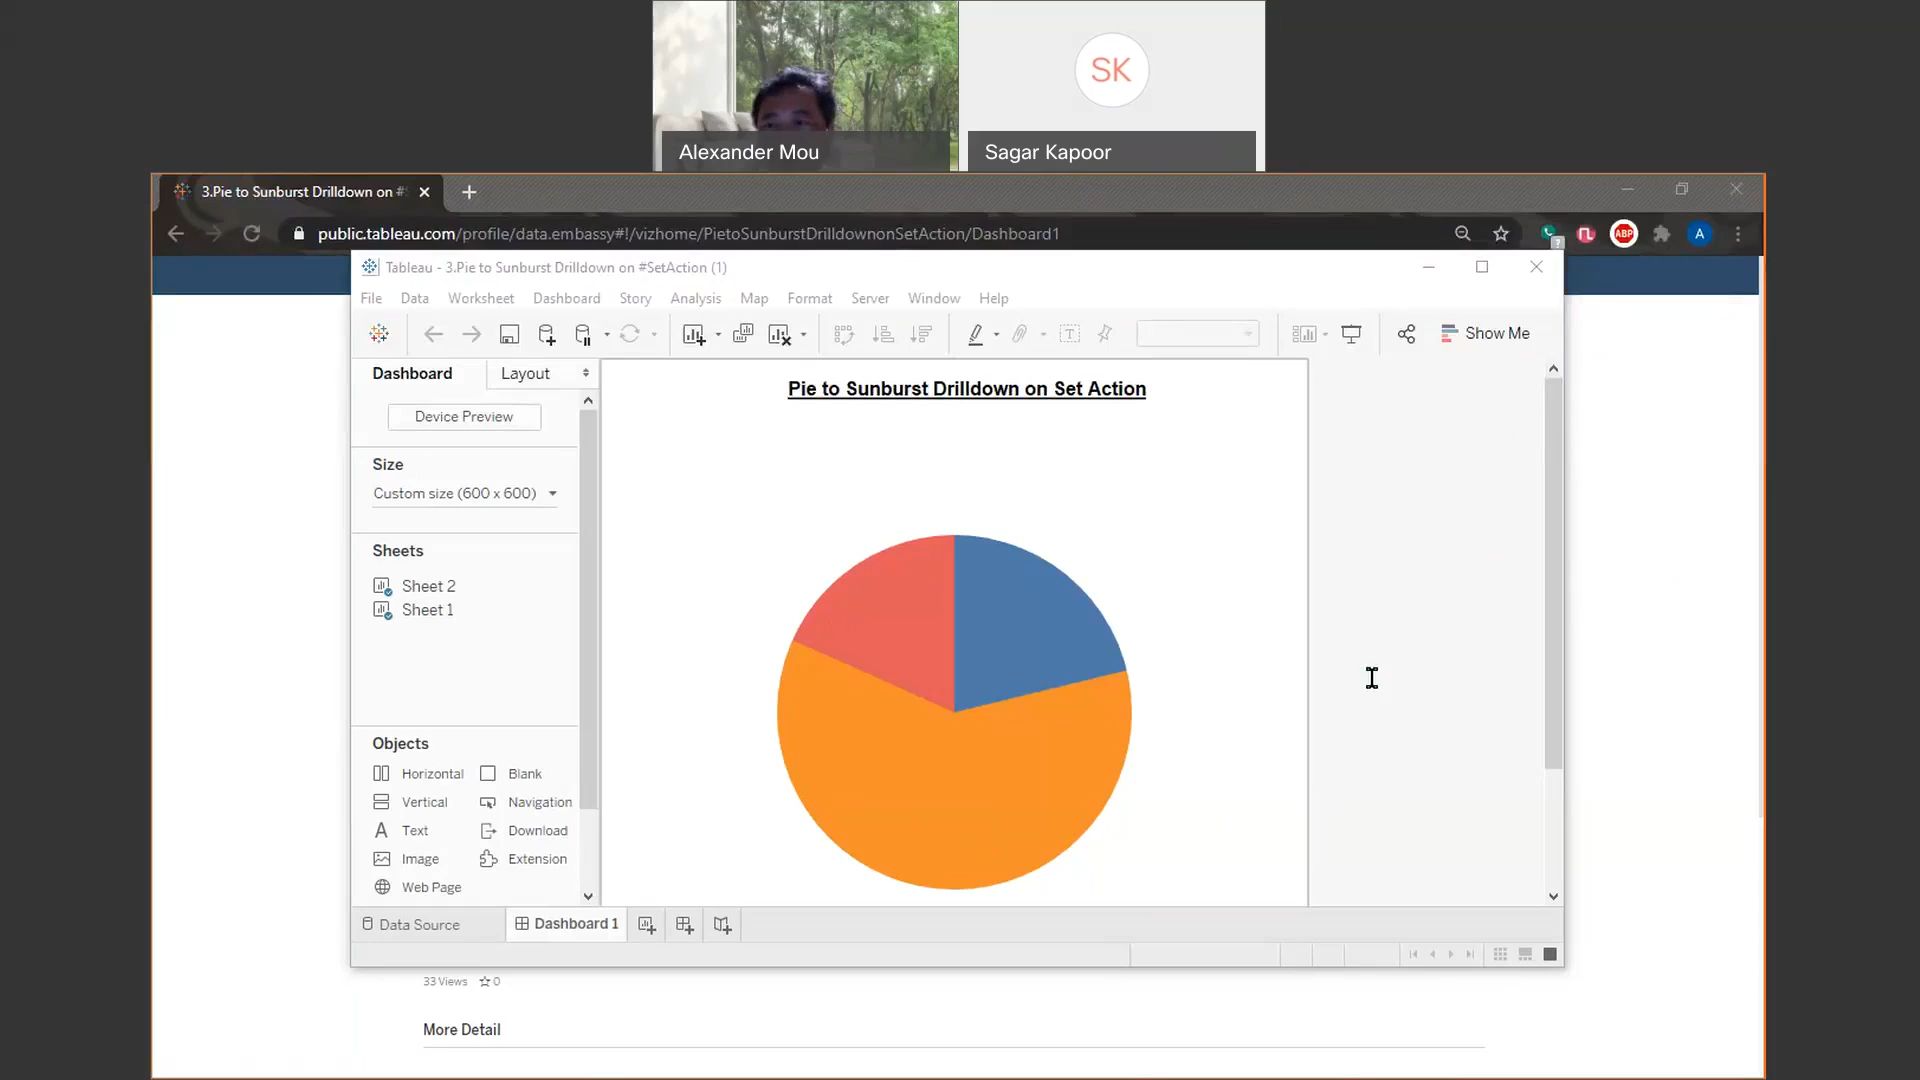 SK
Alexander Mou
Sagar Kapoor
3.Pie to Sunburst Drilldown on #
public.tableau.com/profile/data.embassy#!/vizhome/PietoSunburstDrilldownonSetAction/Dashboard1
ABP
A
Tableau - 3.Pie to Sunburst Drilldown on #SetAction (1)
File Data Worksheet Dashboard Story Analysis Map Format Server Window Help
Show Me
Dashboard Layout
Pie to Sunburst Drilldown on Set Action
Device Preview
Size
Custom size (600 x 600)
Sheets
Sheet 2
Sheet 1
Objects
Horizontal Blank
Vertical Navigation
Text Download
Image Extension
Web Page
Data Source Dashboard 1
33 Views ☆0
More Detail